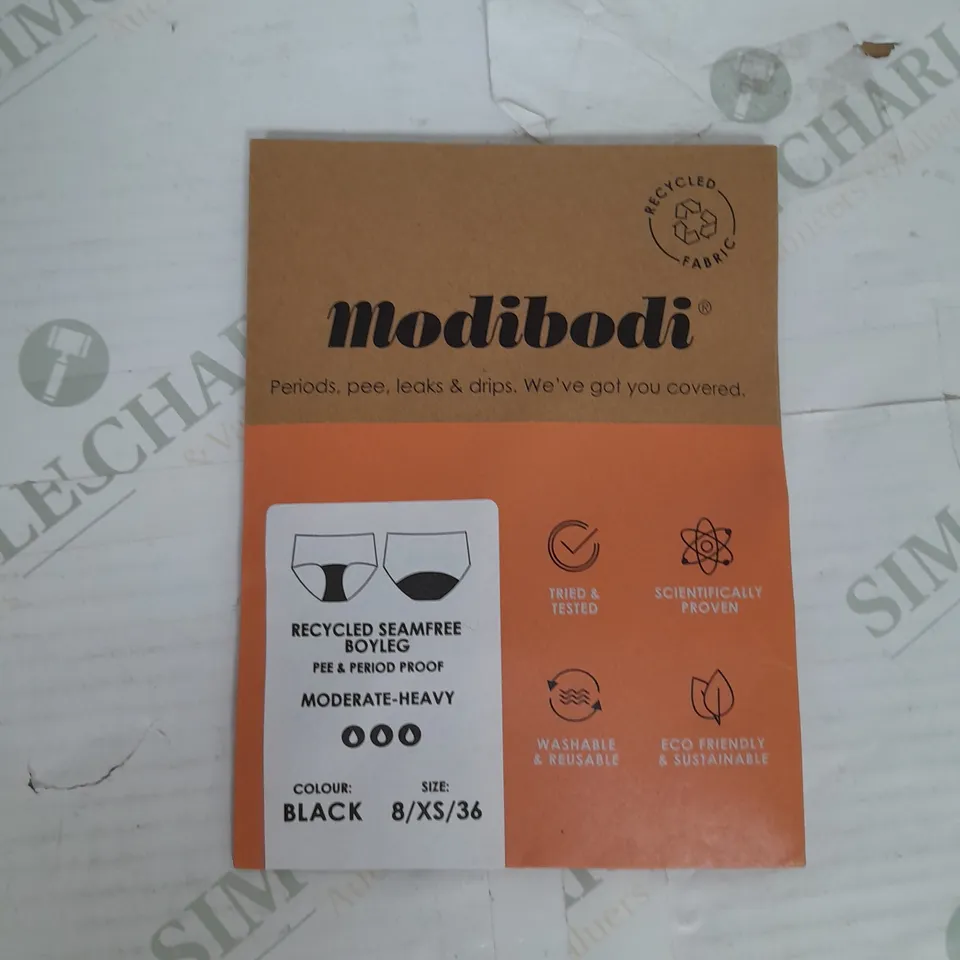 RECYCLED
FABRIC
modibodi®
Periods, pee, leaks & drips. We've got you covered.
RECYCLED SEAMFREE
BOYLEG
PEE & PERIOD PROOF
MODERATE-HEAVY
COLOUR:
BLACK
SIZE:
8/XS/36
TRIED &
TESTED
SCIENTIFICALLY
PROVEN
WASHABLE
& REUSABLE
ECO FRIENDLY
& SUSTAINABLE